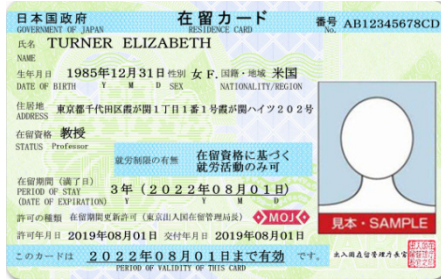 日本国政府 在留カード 番号 AB12345678CD
GOVERNMENT OF JAPAN RESIDENCE CARD No.
氏名 TURNER ELIZABETH
NAME
生年月日 1985年12月31日 性別 女 F. 国籍・地域 米国
DATE OF BIRTH Y M D SEX NATIONALITY/REGION
住居地 東京都千代田区霞が関1丁目1番1号霞が関ハイツ202号
ADDRESS
在留資格 教授
STATUS Professor
就労制限の有無 在留資格に基づく
就労活動のみ可
在留期間（満了日）
PERIOD OF STAY 3年（2022年08月01日）
(DATE OF EXPIRATION) Y M D
許可の種類 在留期間更新許可（東京出入国在留管理局長） MOJ
見本・SAMPLE
許可年月日 2019年08月01日 交付年月日 2019年08月01日
このカードは 2022年08月01日まで有効 です。 出入国在留管理庁長官
PERIOD OF VALIDITY OF THIS CARD